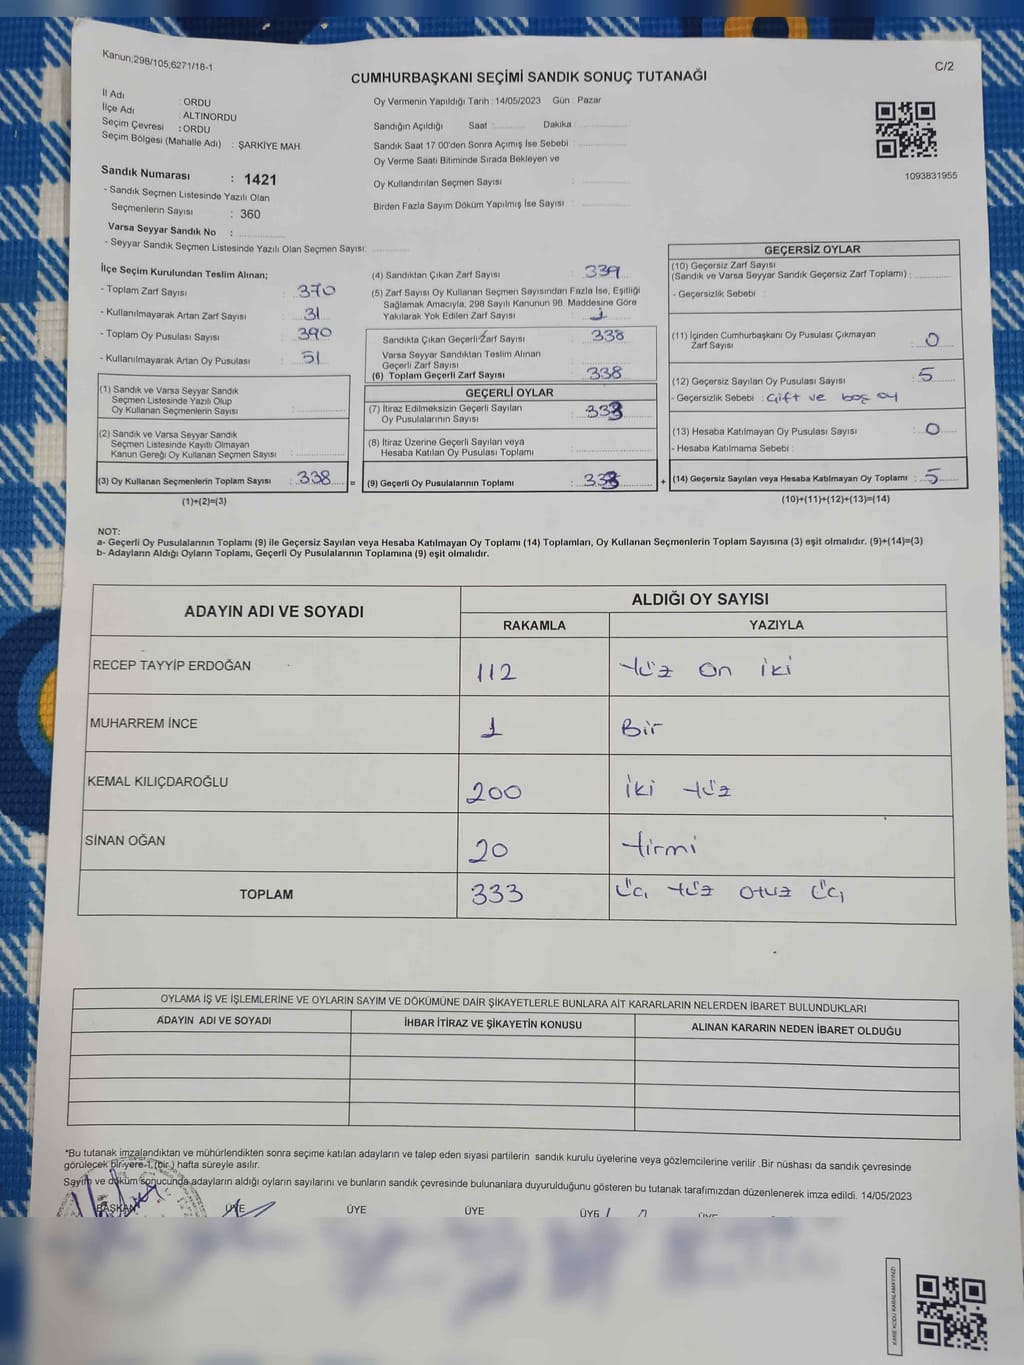 Kanun;298/105;6271/18-1
C/2
CUMHURBAŞKANI SEÇİMİ SANDIK SONUÇ TUTANAĞI
İl Adı : ORDU
İlçe Adı : ALTINORDU
Seçim Çevresi : ORDU
Seçim Bölgesi (Mahalle Adı) : ŞARKİYE MAH.
Sandık Numarası : 1421
- Sandık Seçmen Listesinde Yazılı Olan
Seçmenlerin Sayısı : 360
Varsa Seyyar Sandık No :
- Seyyar Sandık Seçmen Listesinde Yazılı Olan Seçmen Sayısı:
Oy Vermenin Yapıldığı Tarih : 14/05/2023 Gün : Pazar
Sandığın Açıldığı Saat Dakika
Sandık Saat 17.00'den Sonra Açımış İse Sebebi
Oy Verme Saati Bitiminde Sırada Bekleyen ve
Oy Kullandırılan Seçmen Sayısı :
Birden Fazla Sayım Döküm Yapılmış İse Sayısı :
1093831955
İlçe Seçim Kurulundan Teslim Alınan;
- Toplam Zarf Sayısı : 370
- Kullanılmayarak Artan Zarf Sayısı : 31
- Toplam Oy Pusulası Sayısı : 390
- Kullanılmayarak Artan Oy Pusulası : 51
(1) Sandık ve Varsa Seyyar Sandık
Seçmen Listesinde Yazılı Olup
Oy Kullanan Seçmenlerin Sayısı :
(2) Sandık ve Varsa Seyyar Sandık
Seçmen Listesinde Kayıtlı Olmayan
Kanun Gereği Oy Kullanan Seçmen Sayısı :
(3) Oy Kullanan Seçmenlerin Toplam Sayısı : 338 =
(1)+(2)=(3)
(4) Sandıktan Çıkan Zarf Sayısı : 339
(5) Zarf Sayısı Oy Kullanan Seçmen Sayısından Fazla İse, Eşitliği
Sağlamak Amacıyla; 298 Sayılı Kanunun 98. Maddesine Göre
Yakılarak Yok Edilen Zarf Sayısı : 1
Sandıkta Çıkan Geçerli Zarf Sayısı : 338
Varsa Seyyar Sandıktan Teslim Alınan
Geçerli Zarf Sayısı
(6) Toplam Geçerli Zarf Sayısı : 338
GEÇERLİ OYLAR
(7) İtiraz Edilmeksizin Geçerli Sayılan
Oy Pusulalarının Sayısı : 333
(8) İtiraz Üzerine Geçerli Sayılan veya
Hesaba Katılan Oy Pusulası Toplamı :
(9) Geçerli Oy Pusulalarının Toplamı : 333 +
GEÇERSİZ OYLAR
(10) Geçersiz Zarf Sayısı
(Sandık ve Varsa Seyyar Sandık Geçersiz Zarf Toplamı) :
- Geçersizlik Sebebi :
(11) İçinden Cumhurbaşkanı Oy Pusulası Çıkmayan
Zarf Sayısı : 0
(12) Geçersiz Sayılan Oy Pusulası Sayısı : 5
- Geçersizlik Sebebi : Çift ve boş oy
(13) Hesaba Katılmayan Oy Pusulası Sayısı : 0
- Hesaba Katılmama Sebebi :
(14) Geçersiz Sayılan veya Hesaba Katılmayan Oy Toplamı : 5
(10)+(11)+(12)+(13)=(14)
NOT:
a- Geçerli Oy Pusulalarının Toplamı (9) ile Geçersiz Sayılan veya Hesaba Katılmayan Oy Toplamı (14) Toplamları, Oy Kullanan Seçmenlerin Toplam Sayısına (3) eşit olmalıdır. (9)+(14)=(3)
b- Adayların Aldığı Oyların Toplamı, Geçerli Oy Pusulalarının Toplamına (9) eşit olmalıdır.
ADAYIN ADI VE SOYADI
ALDIĞI OY SAYISI
RAKAMLA YAZIYLA
RECEP TAYYİP ERDOĞAN 112 Yüz on iki
MUHARREM İNCE 1 Bir
KEMAL KILIÇDAROĞLU 200 İki Yüz
SİNAN OĞAN 20 Yirmi
TOPLAM 333 Üç Yüz Otuz Üç
OYLAMA İŞ VE İŞLEMLERİNE VE OYLARIN SAYIM VE DÖKÜMÜNE DAİR ŞİKAYETLERLE BUNLARA AİT KARARLARIN NELERDEN İBARET BULUNDUKLARI
ADAYIN ADI VE SOYADI İHBAR İTİRAZ VE ŞİKAYETİN KONUSU ALINAN KARARIN NEDEN İBARET OLDUĞU
*Bu tutanak imzalandıktan ve mühürlendikten sonra seçime katılan adayların ve talep eden siyasi partilerin sandık kurulu üyelerine veya gözlemcilerine verilir .Bir nüshası da sandık çevresinde
görülecek bir yere 1 (bir) hafta süreyle asılır.
Sayım ve döküm sonucunda adayların aldığı oyların sayılarını ve bunların sandık çevresinde bulunanlara duyurulduğunu gösteren bu tutanak tarafımızdan düzenlenerek imza edildi. 14/05/2023
BAŞKAN ÜYE ÜYE ÜYE ÜYE ÜYE
KARE KODU KARALAMAYINIZ!